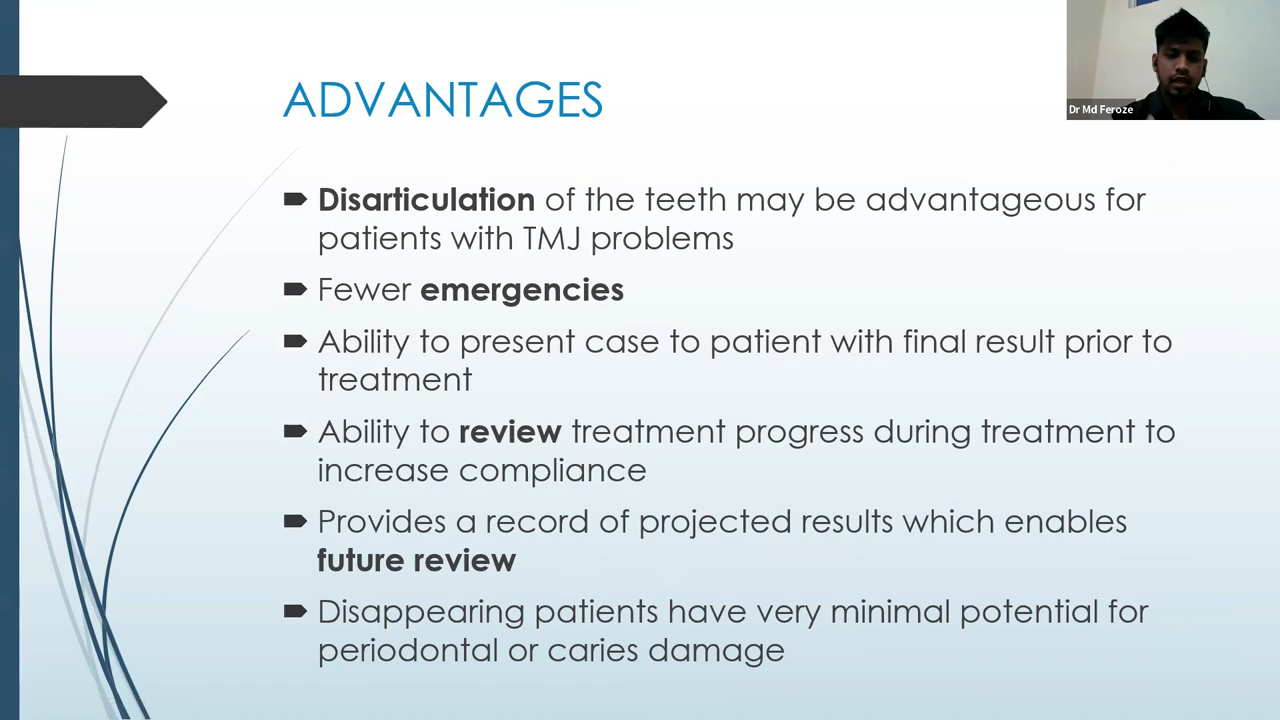 ADVANTAGES
Dr Md Feroze
Disarticulation of the teeth may be advantageous for
patients with TMJ problems
Fewer emergencies
Ability to present case to patient with final result prior to
treatment
Ability to review treatment progress during treatment to
increase compliance
Provides a record of projected results which enables
future review
Disappearing patients have very minimal potential for
periodontal or caries damage